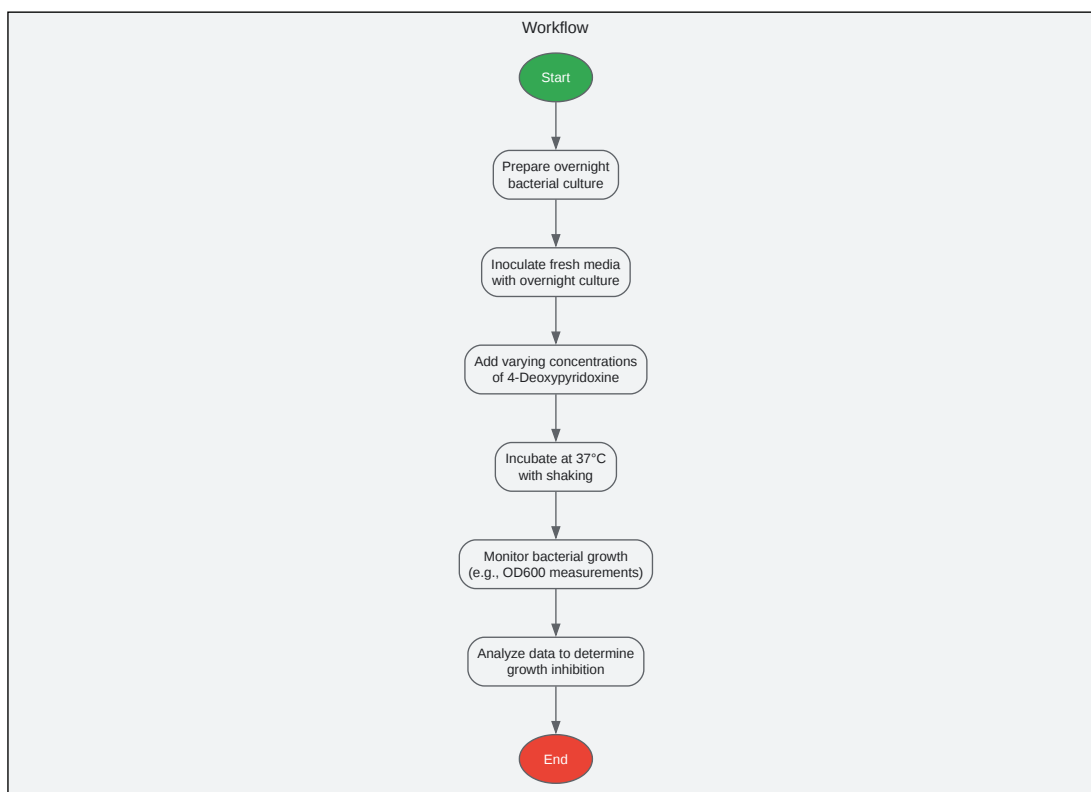 Workflow
Start
Prepare overnight
bacterial culture
Inoculate fresh media
with overnight culture
Add varying concentrations
of 4-Deoxypyridoxine
Incubate at 37°C
with shaking
Monitor bacterial growth
(e.g., OD600 measurements)
Analyze data to determine
growth inhibition
End